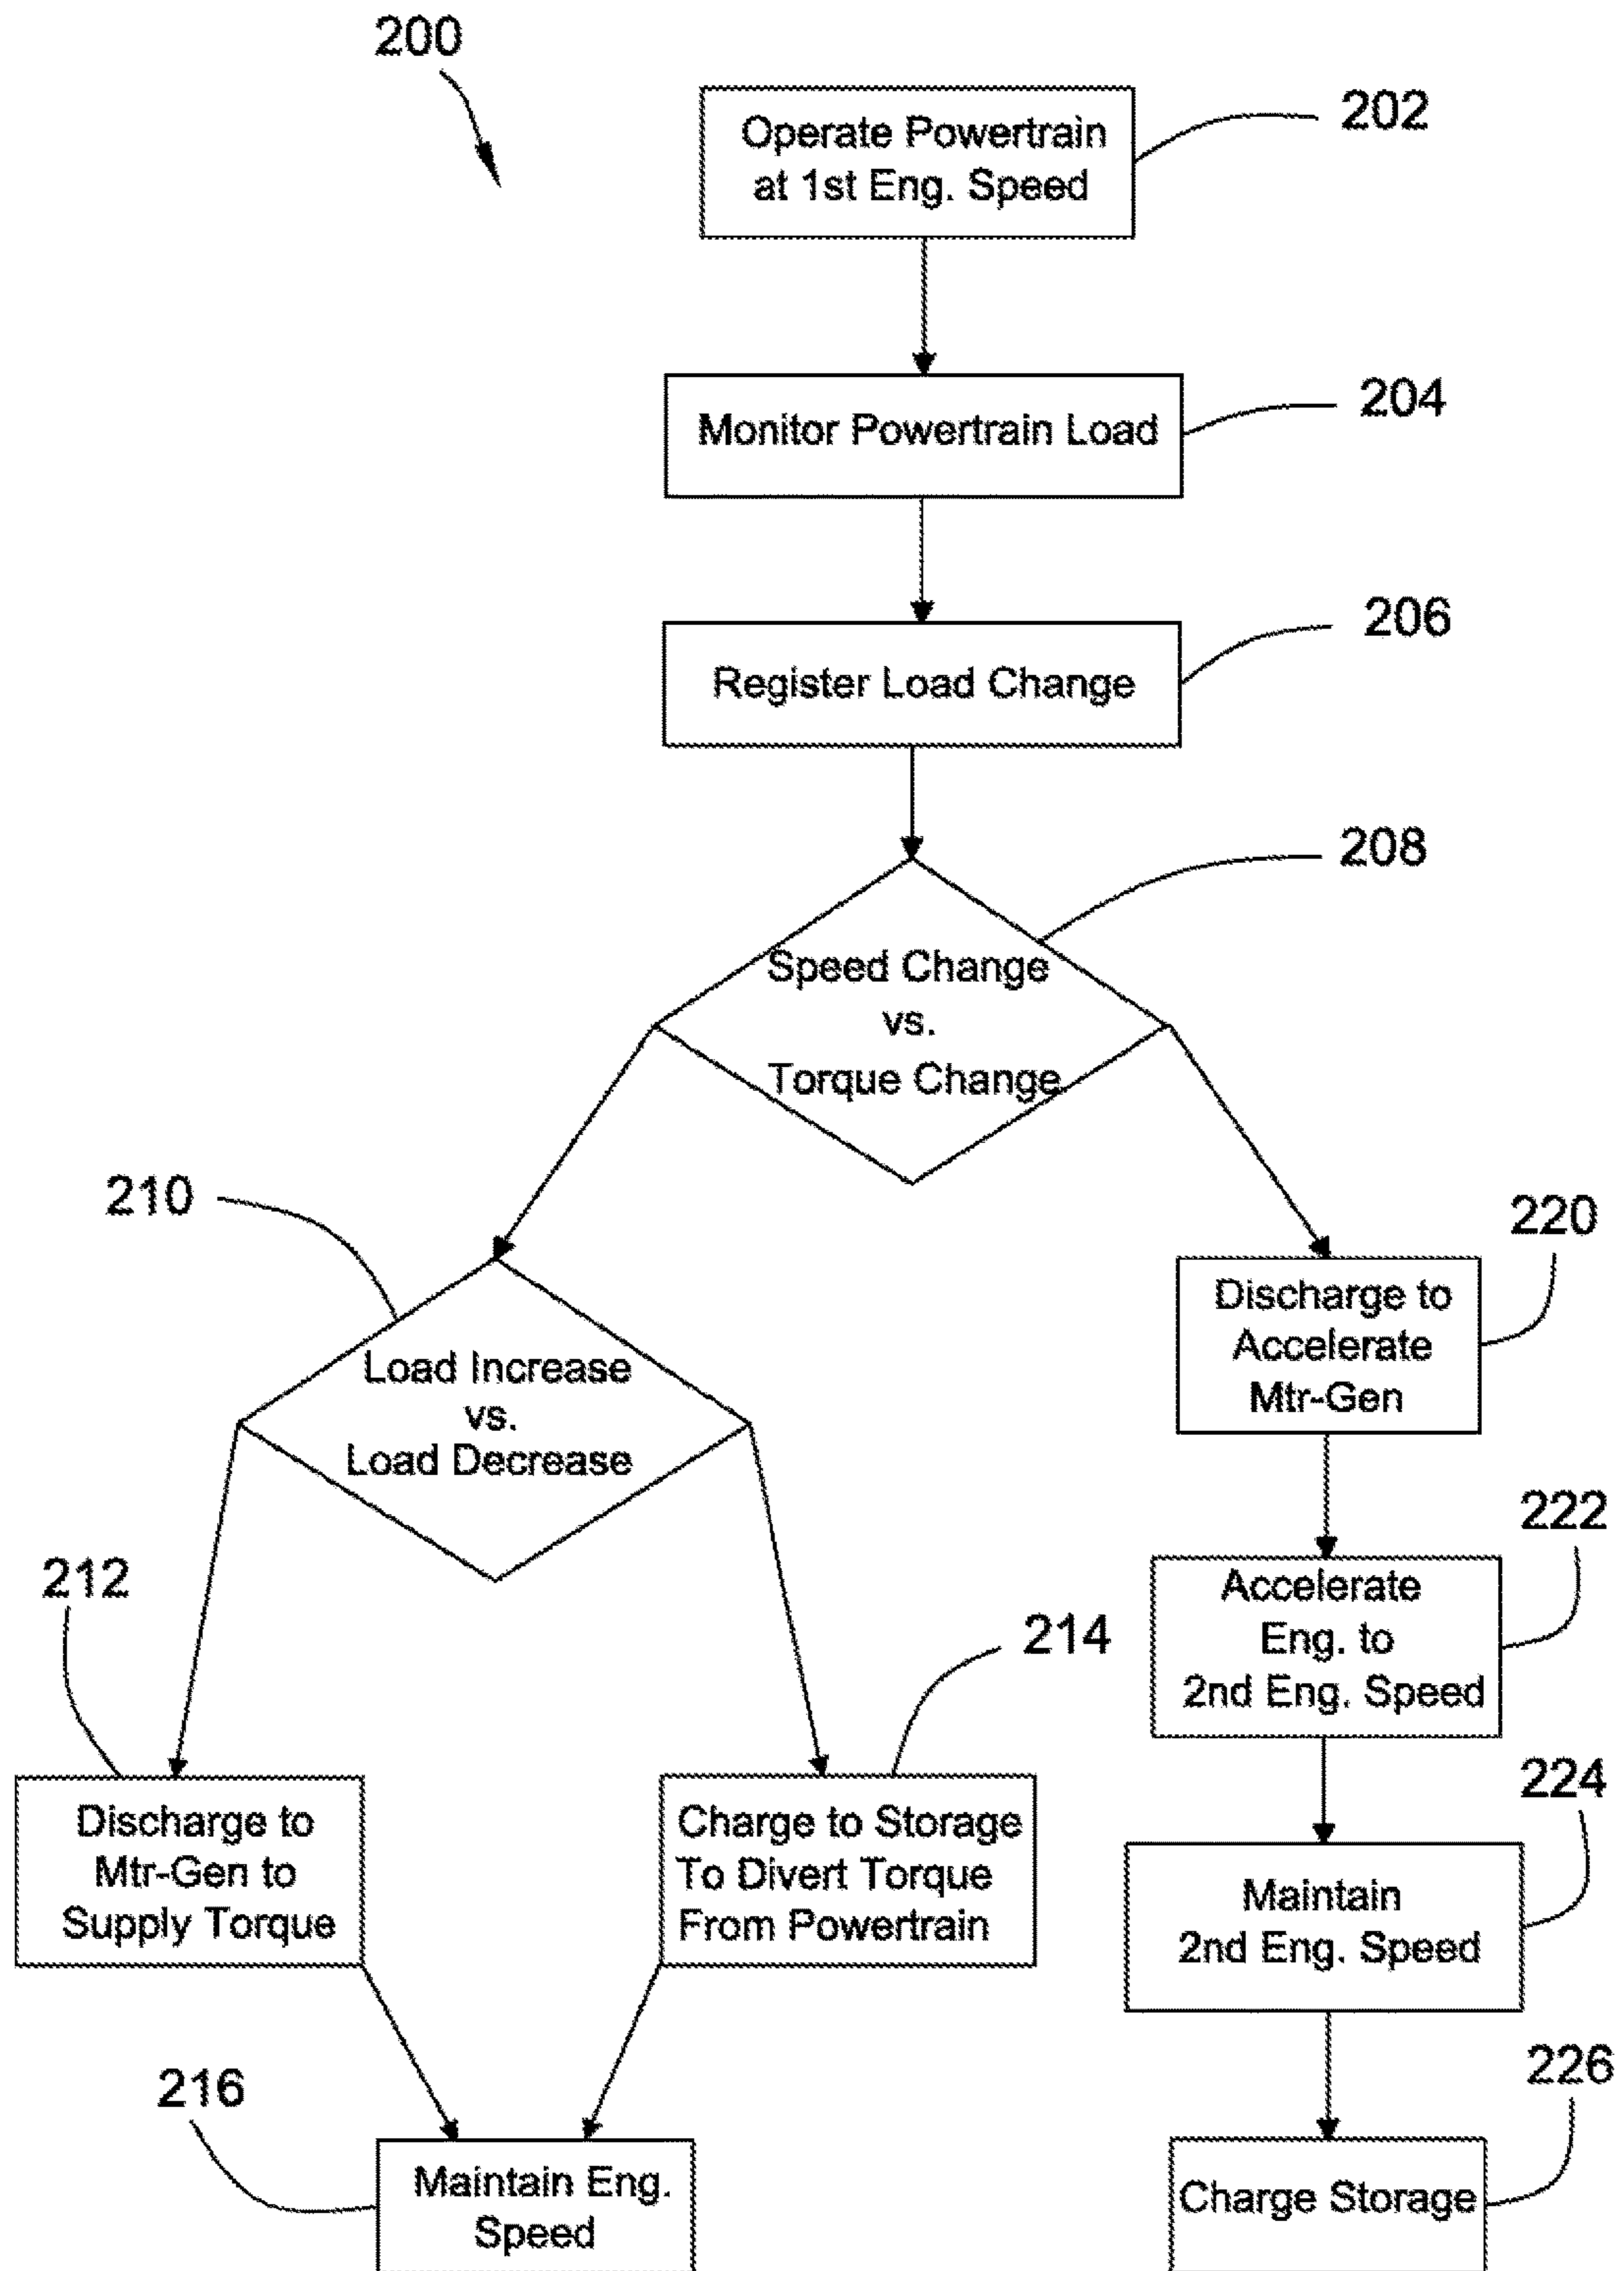 200
Operate Powertrain
at 1st Eng. Speed
202
Monitor Powertrain Load
204
Register Load Change
206
Speed Change
vs.
Torque Change
208
210
Load Increase
vs.
Load Decrease
220
Discharge to
Accelerate
Mtr-Gen
222
Accelerate
Eng. to
2nd Eng. Speed
212
Discharge to
Mtr-Gen to
Supply Torque
214
Charge to Storage
To Divert Torque
From Powertrain
224
Maintain
2nd Eng. Speed
216
Maintain Eng.
Speed
226
Charge Storage